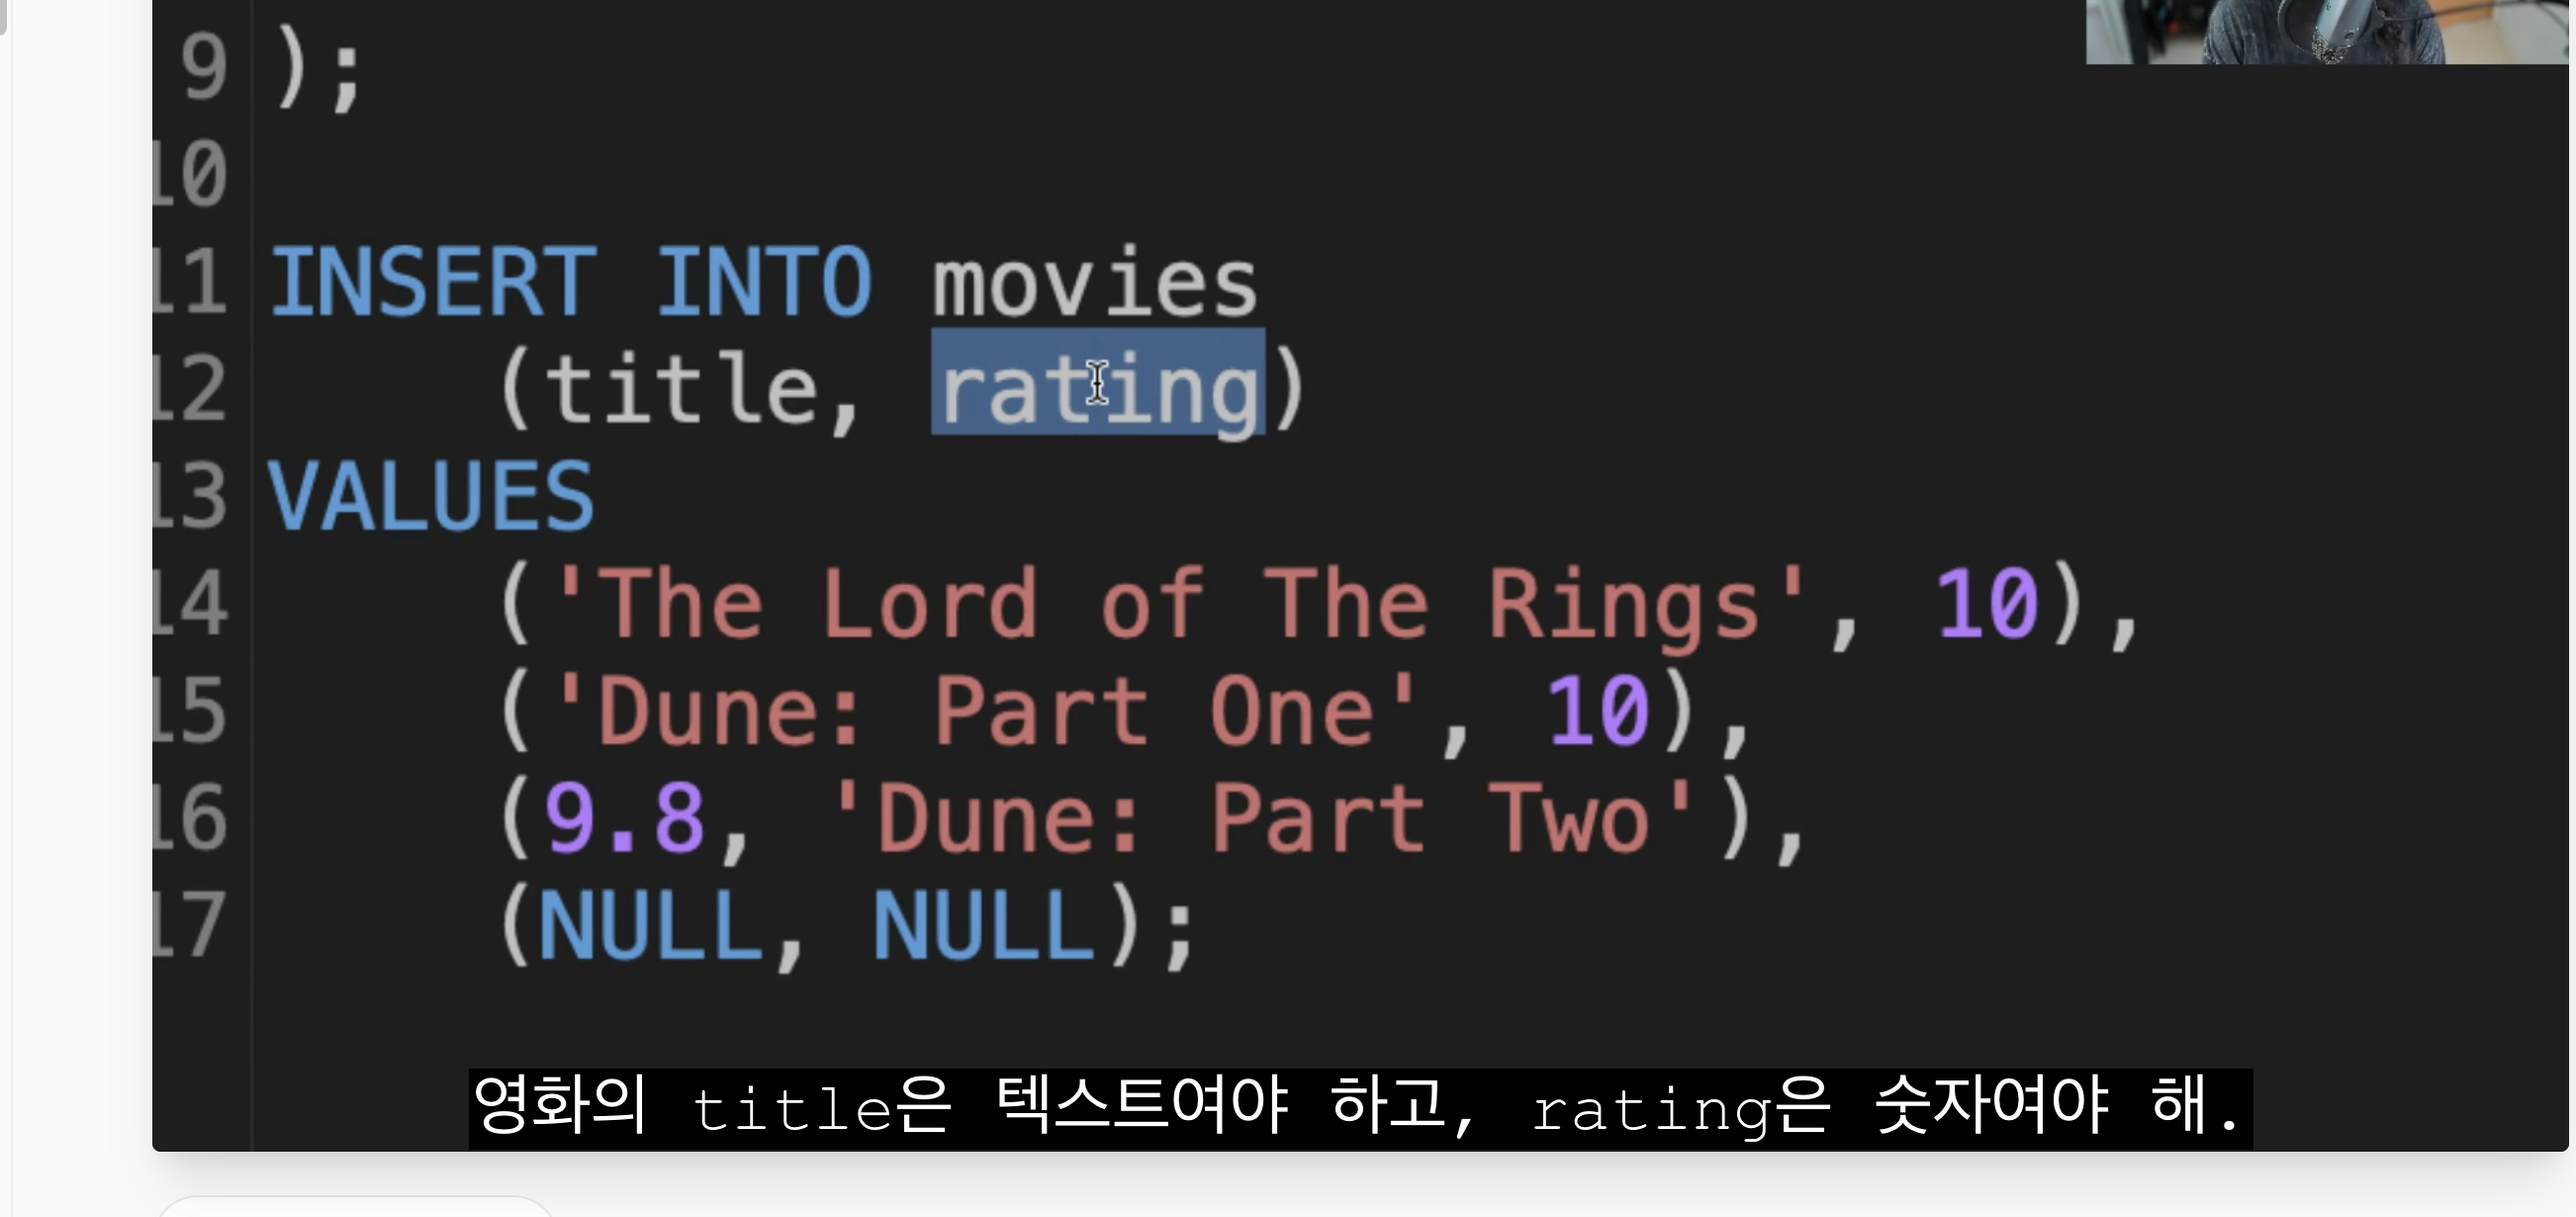 9 );
10
11 INSERT INTO movies
12 (title, rating)
13 VALUES
14 ('The Lord of The Rings', 10),
15 ('Dune: Part One', 10),
16 (9.8, 'Dune: Part Two'),
17 (NULL, NULL);
영화의 title은 텍스트여야 하고, rating은 숫자여야 해.